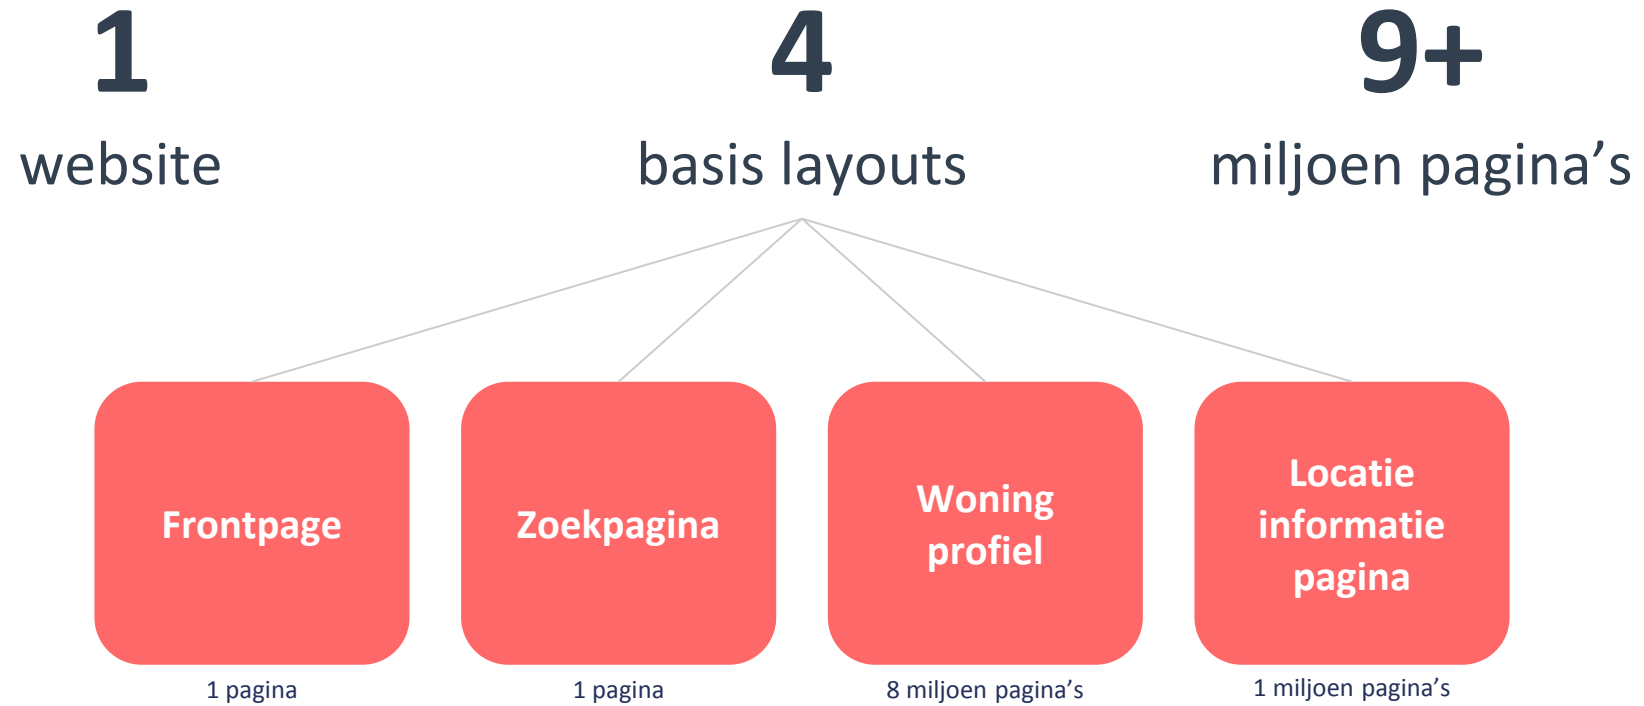 1
4
9+
website
basis layouts
miljoen pagina’s
Frontpage
Zoekpagina
Woning
profiel
Locatie
informatie
pagina
1 pagina
1 pagina
8 miljoen pagina’s
1 miljoen pagina’s